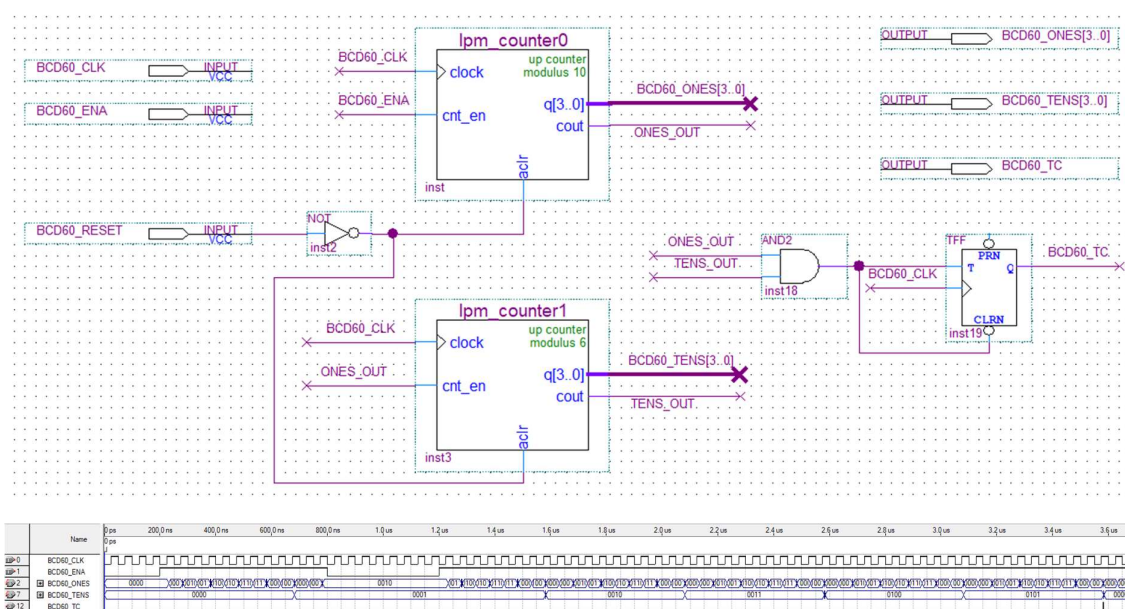 lpm_counter0
up counter
modulus 10
BCD60_CLK
clock
BCD60_ENA
cnt_en
q[3..0]
BCD60_ONES[3..0]
cout
ONES_OUT
aclr
inst
BCD60_CLK
INPUT
VCC
BCD60_ENA
INPUT
VCC
BCD60_RESET
INPUT
VCC
NOT
inst2
OUTPUT
BCD60_ONES[3..0]
OUTPUT
BCD60_TENS[3..0]
OUTPUT
BCD60_TC
ONES_OUT
TENS_OUT
AND2
inst18
TFF
PRN
T
Q
BCD60_CLK
CLRN
inst19
BCD60_TC
lpm_counter1
up counter
modulus 6
BCD60_CLK
clock
ONES_OUT
cnt_en
q[3..0]
BCD60_TENS[3..0]
cout
TENS_OUT
aclr
inst3
Name
0 ps 200.0 ns 400.0 ns 600.0 ns 800.0 ns 1.0 us 1.2 us 1.4 us 1.6 us 1.8 us 2.0 us 2.2 us 2.4 us 2.6 us 2.8 us 3.0 us 3.2 us 3.4 us 3.6 us
0 ps
0 BCD60_CLK
1 BCD60_ENA
2 BCD60_ONES 0000 0010
7 BCD60_TENS 0000 0001 0010 0011 0100 0101
12 BCD60_TC